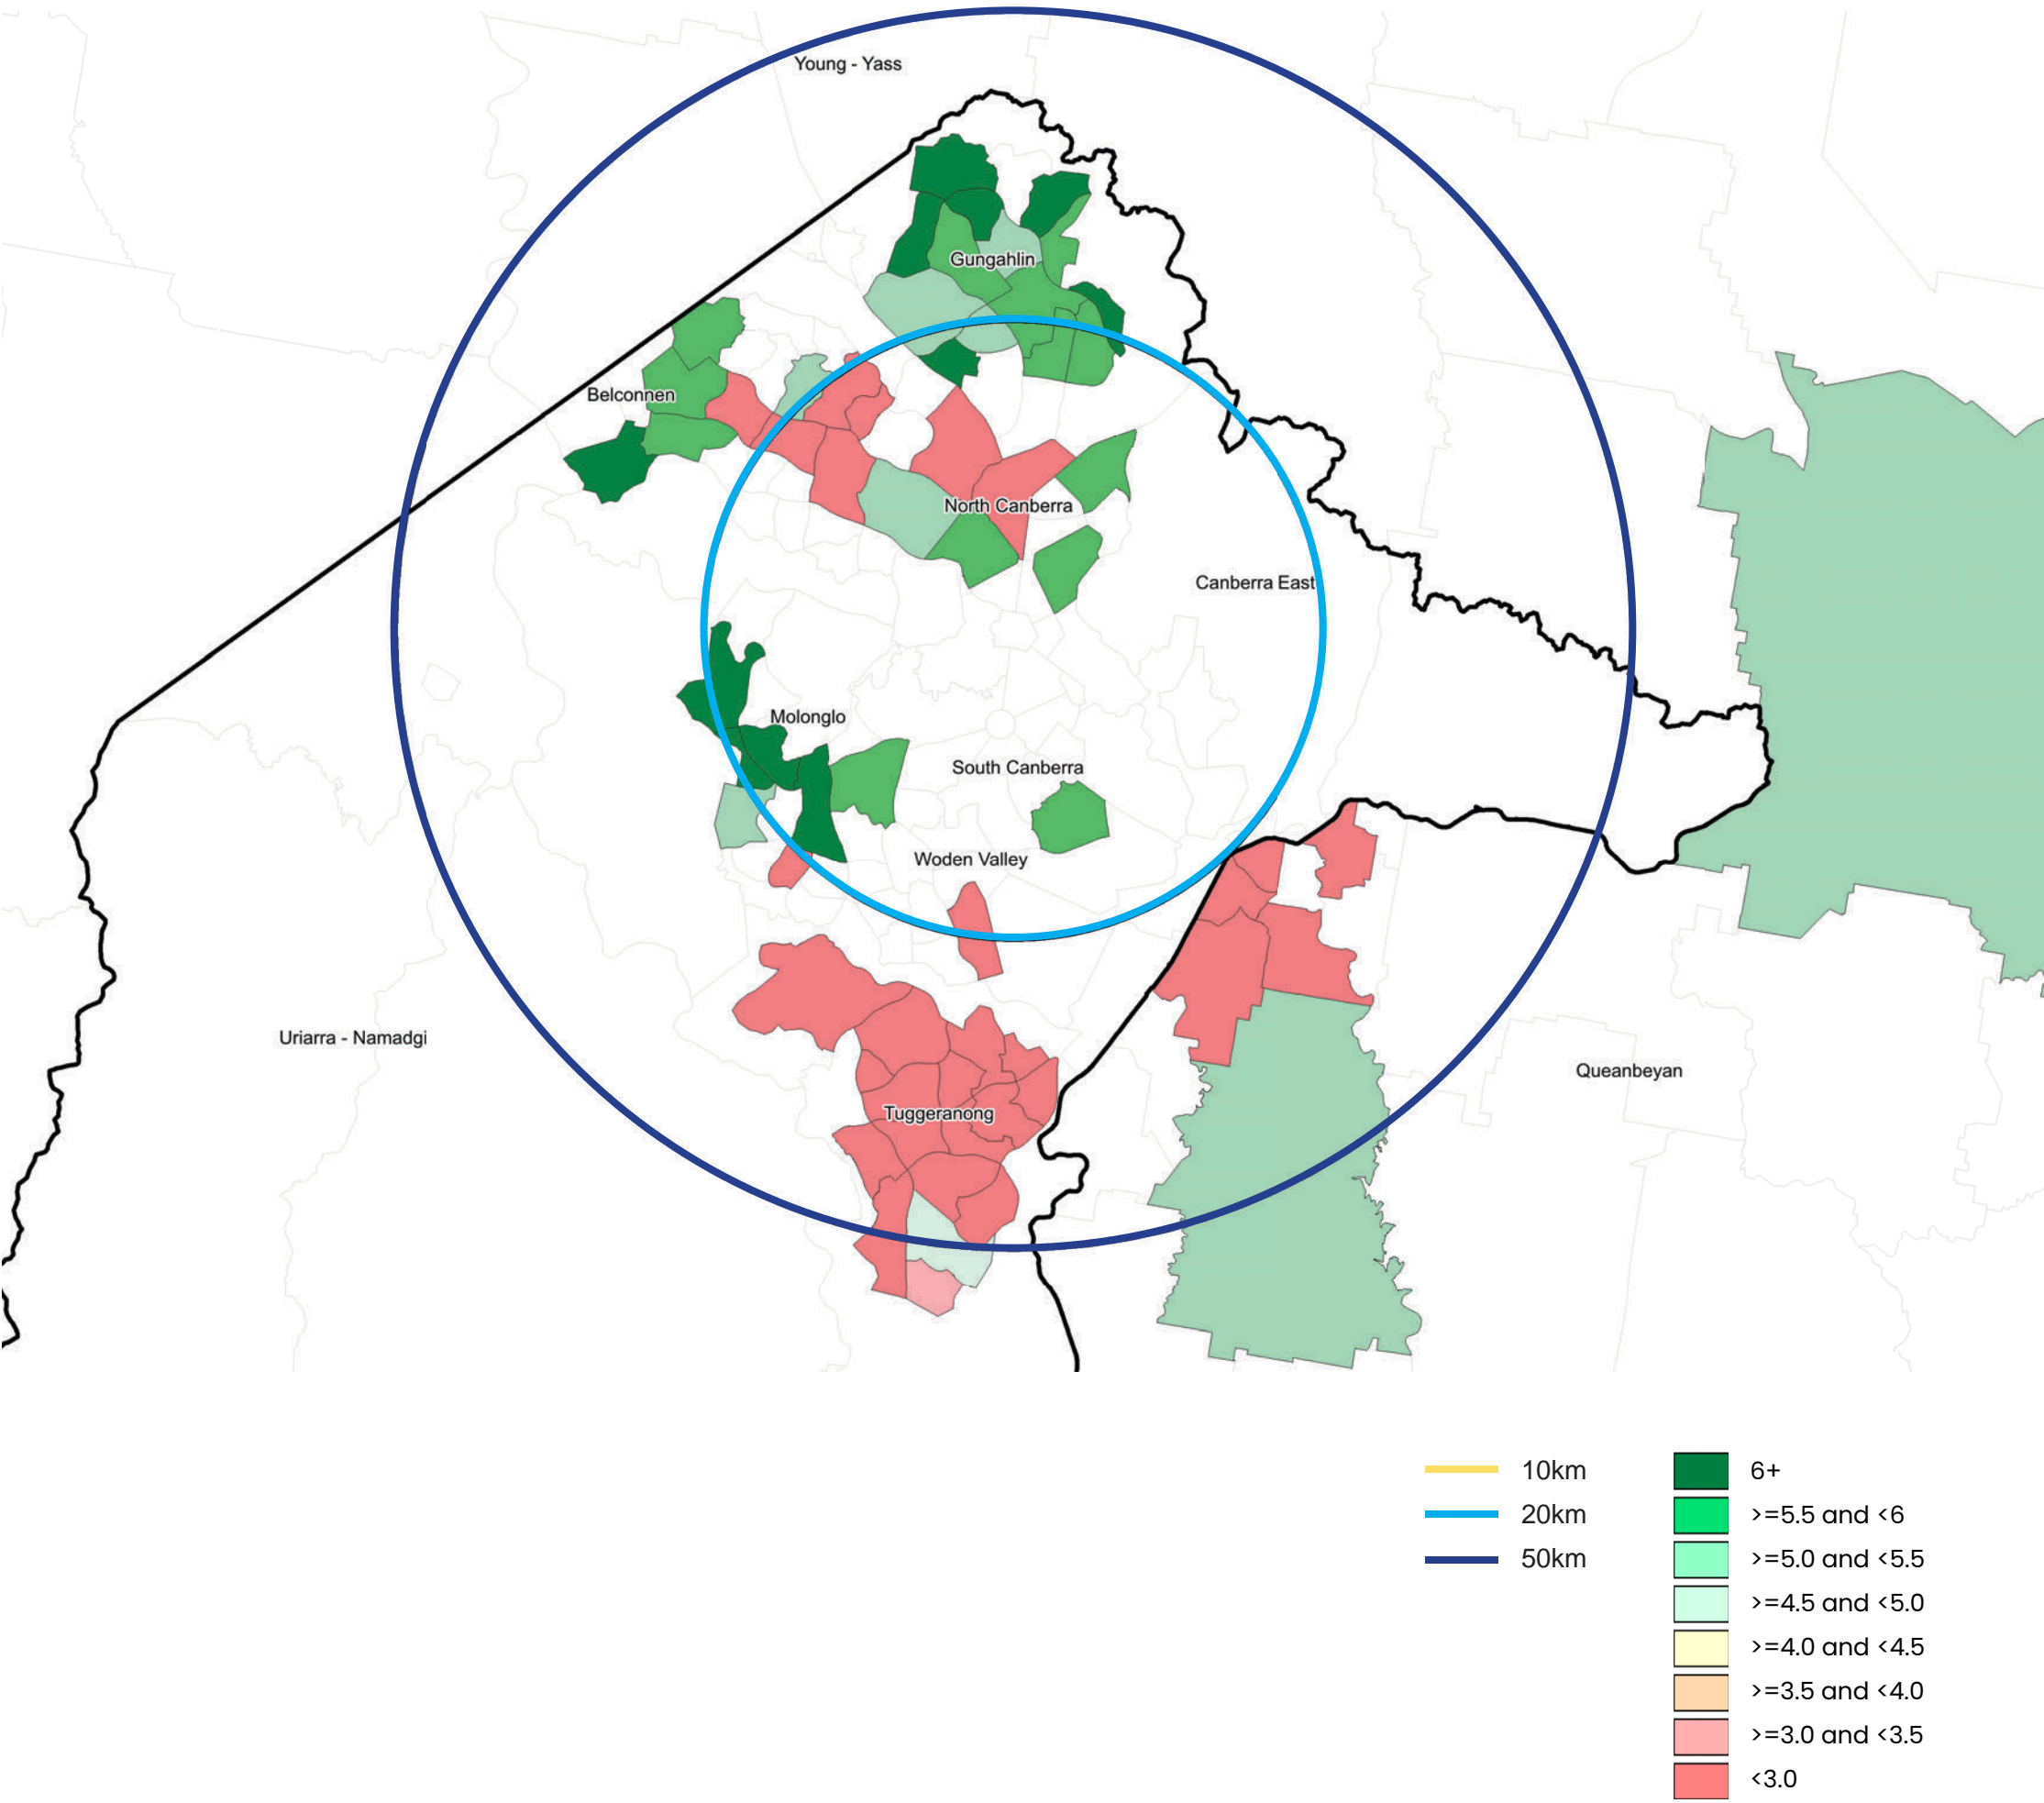 Young - Yass
Gungahlin
Belconnen
North Canberra
Canberra East
Molonglo
South Canberra
Woden Valley
Uriarra - Namadgi
Queanbeyan
Tuggeranong
10km
20km
50km
6+
>=5.5 and <6
>=5.0 and <5.5
>=4.5 and <5.0
>=4.0 and <4.5
>=3.5 and <4.0
>=3.0 and <3.5
<3.0